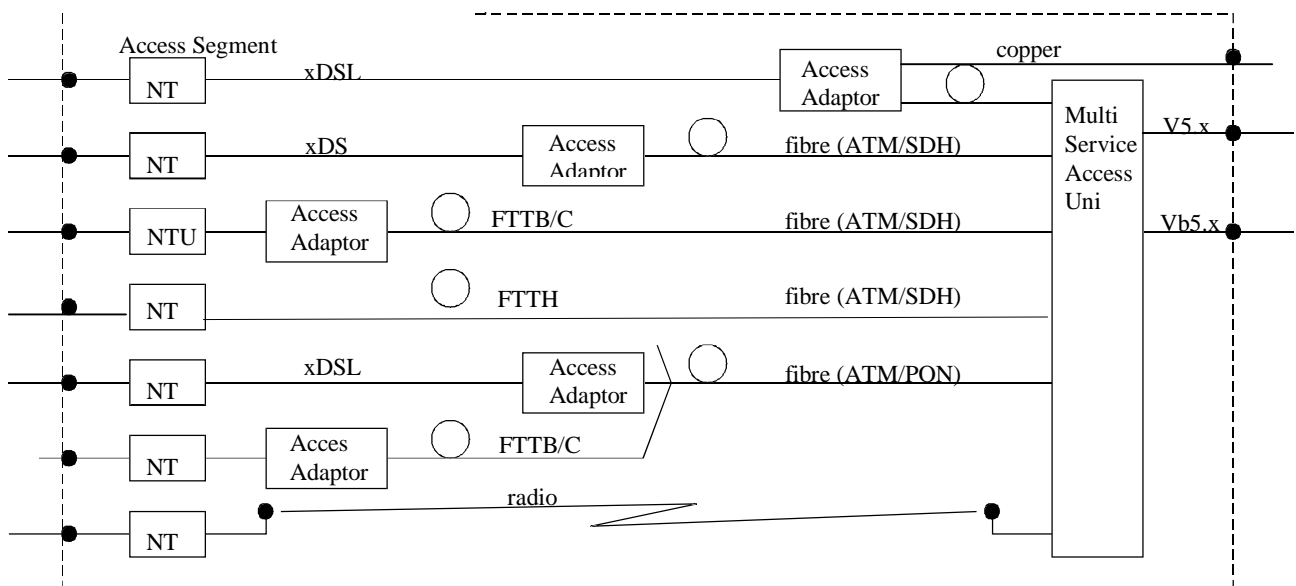 Access Segment
copper
xDSL
Access
Adaptor
NT
Multi
Service
Access
Uni
V5.x
xDS
Access
Adaptor
fibre (ATM/SDH)
NT
Access
Adaptor
FTTB/C
fibre (ATM/SDH)
NTU
Vb5.x
FTTH
fibre (ATM/SDH)
NT
xDSL
Access
Adaptor
fibre (ATM/PON)
NT
Acces
Adaptor
FTTB/C
NT
radio
NT